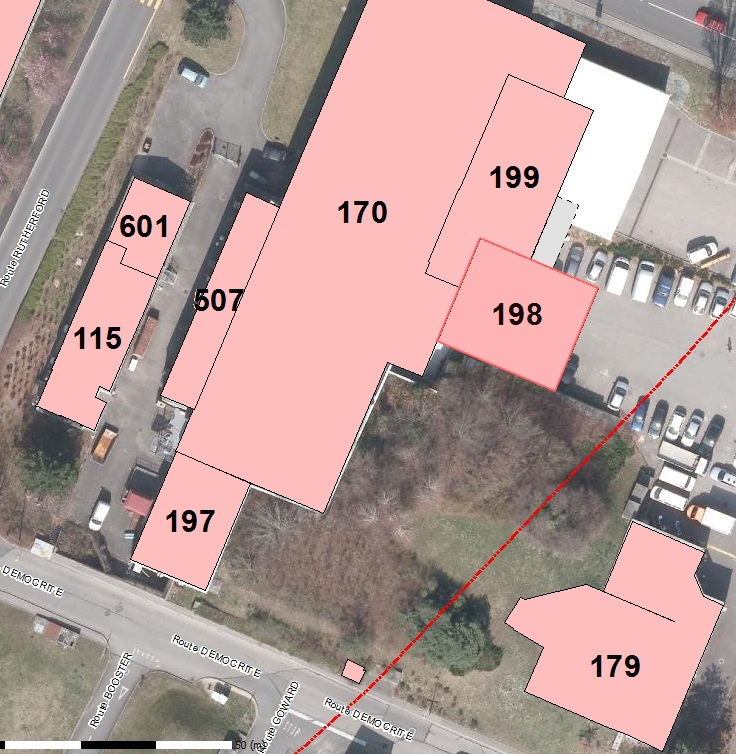 199
601
170
Route RUTHERFORD
507
198
115
197
DEMOCRITE
Route DEMOCRITE
Route BOOSTER
179
Route GOWARD
Route DEMOCRITE
50 (m)